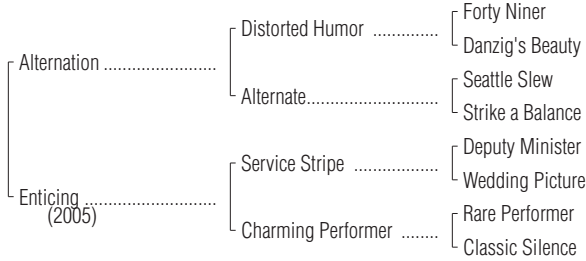 Forty Niner
Distorted Humor ..............
Danzig's Beauty
Alternation ........................
Seattle Slew
Alternate............................
Strike a Balance
Deputy Minister
Service Stripe ..................
Wedding Picture
Enticing ............................
(2005)
Rare Performer
Charming Performer ........
Classic Silence